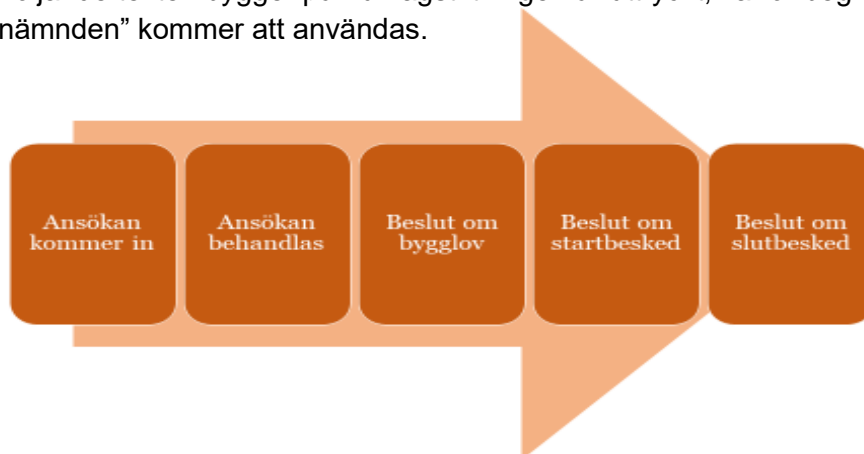 nämnden” kommer att användas.
Ansökan
kommer in
Ansökan
behandlas
Beslut om
bygglov
Beslut om
startbesked
Beslut om
slutbesked